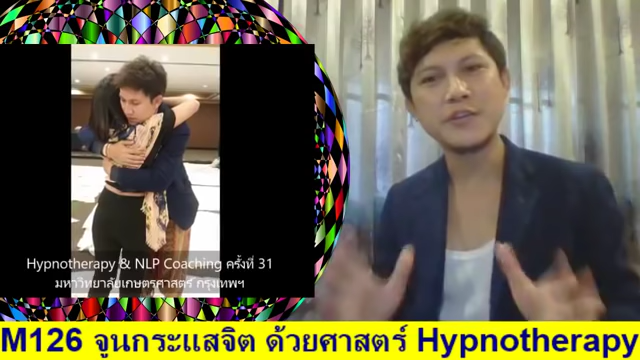 Hypnotherapy & NLP Coaching ครั้งที่ 31
มหาวิทยาลัยเกษตรศาสตร์ กรุงเทพฯ
M126 จูนกระแสจิต ด้วยศาสตร์ Hypnotherapy